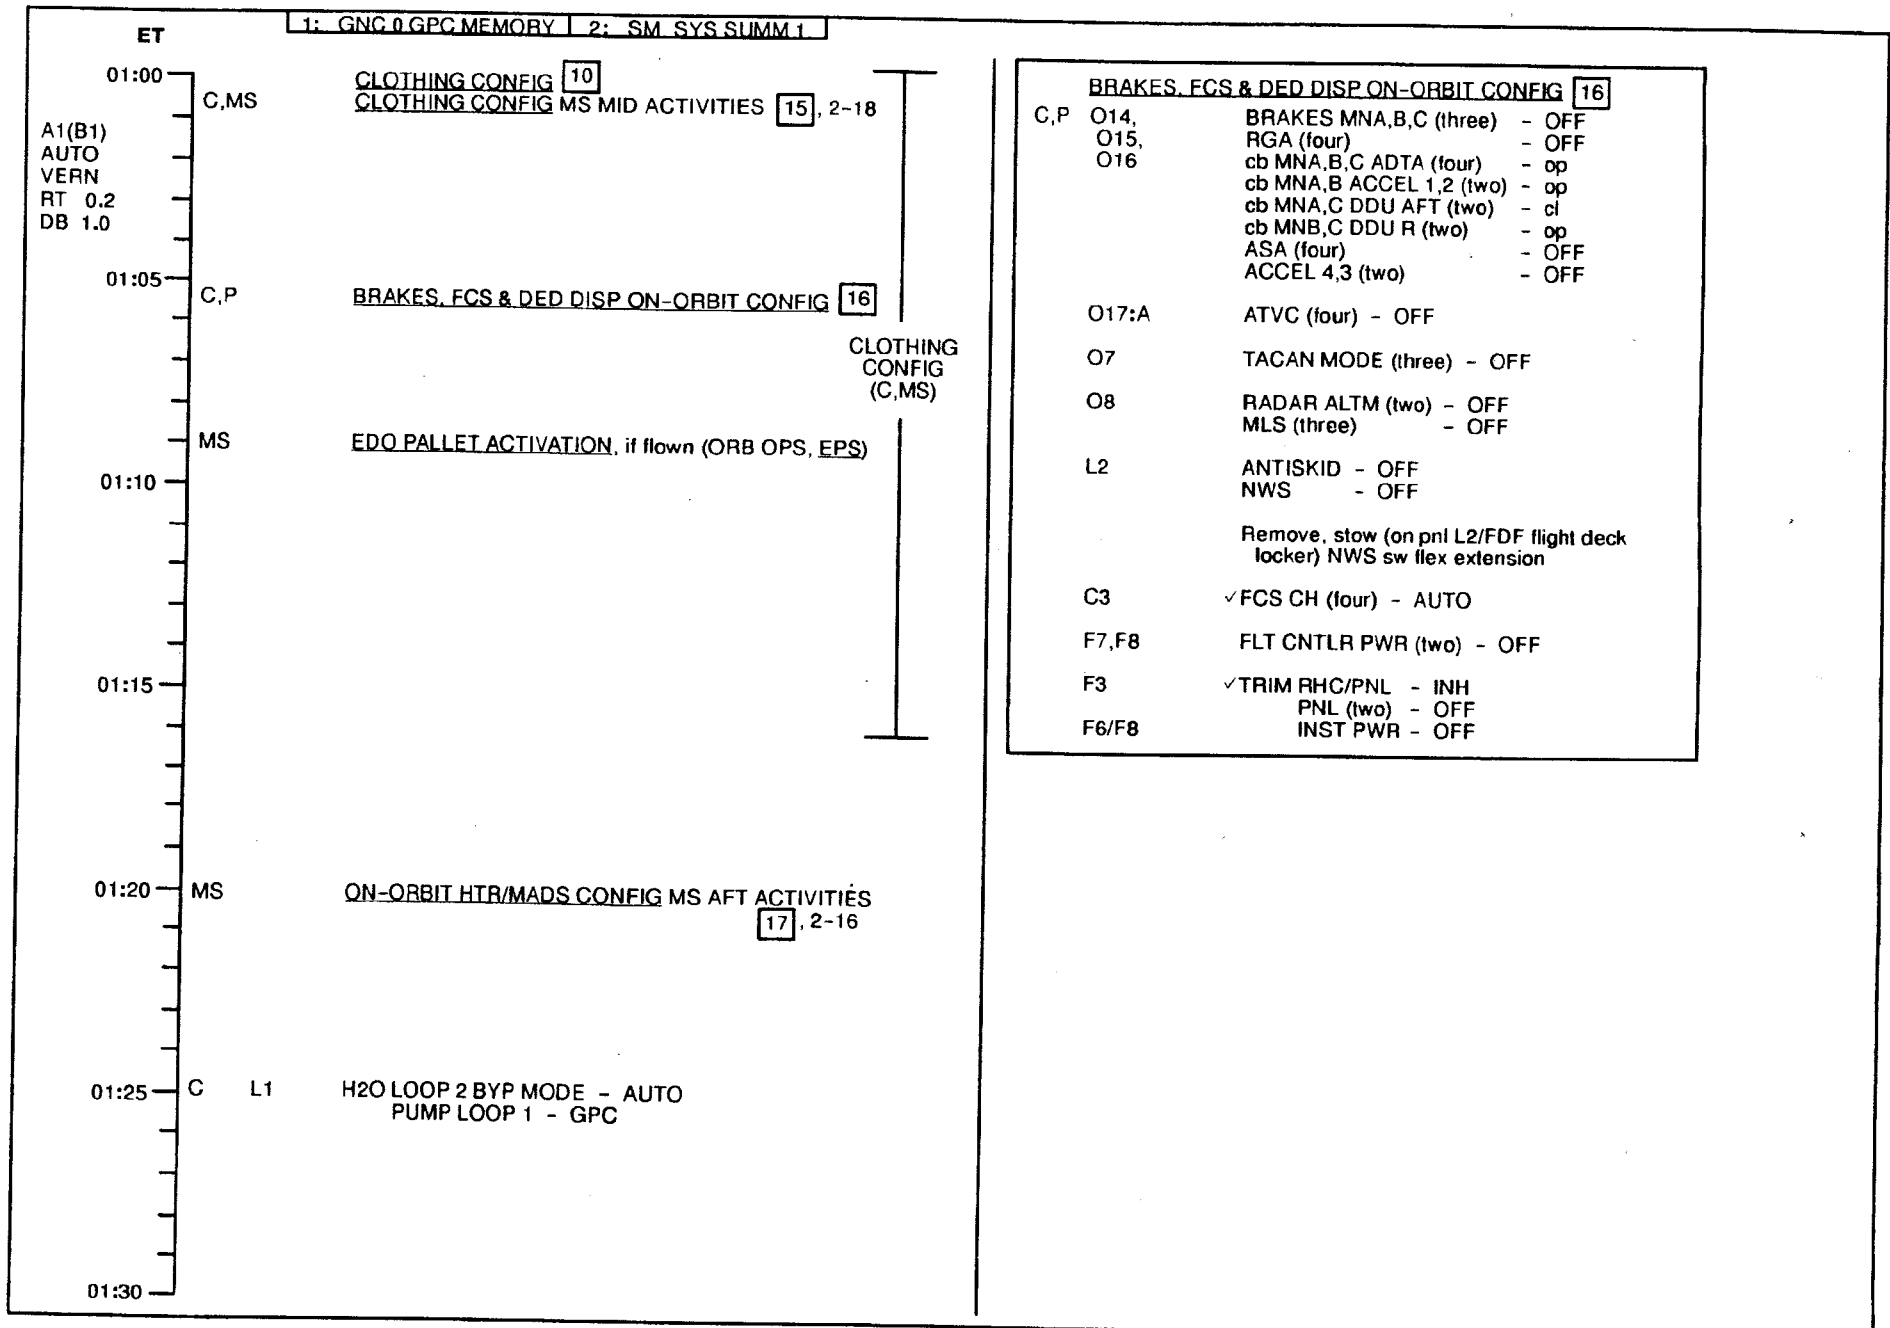 1: GNC 0 GPC MEMORY 2: SM SYS SUMM 1
ET
01:00
CLOTHING CONFIG 10
C,MS CLOTHING CONFIG MS MID ACTIVITIES 15, 2-18
A1(B1)
AUTO
VERN
RT 0.2
DB 1.0
01:05
C,P BRAKES, FCS & DED DISP ON-ORBIT CONFIG 16
CLOTHING
CONFIG
(C,MS)
MS EDO PALLET ACTIVATION, if flown (ORB OPS, EPS)
01:10
01:15
01:20 MS ON-ORBIT HTR/MADS CONFIG MS AFT ACTIVITIES
17, 2-16
01:25 C L1 H2O LOOP 2 BYP MODE - AUTO
PUMP LOOP 1 - GPC
01:30
BRAKES, FCS & DED DISP ON-ORBIT CONFIG 16
C,P O14, BRAKES MNA,B,C (three) - OFF
O15, RGA (four) - OFF
O16 cb MNA,B,C ADTA (four) - op
cb MNA,B ACCEL 1,2 (two) - op
cb MNA,C DDU AFT (two) - cl
cb MNB,C DDU R (two) - op
ASA (four) - OFF
ACCEL 4,3 (two) - OFF
O17:A ATVC (four) - OFF
O7 TACAN MODE (three) - OFF
O8 RADAR ALTM (two) - OFF
MLS (three) - OFF
L2 ANTISKID - OFF
NWS - OFF
Remove, stow (on pnl L2/FDF flight deck
locker) NWS sw flex extension
C3 ✓FCS CH (four) - AUTO
F7,F8 FLT CNTLR PWR (two) - OFF
F3 ✓TRIM RHC/PNL - INH
PNL (two) - OFF
F6/F8 INST PWR - OFF